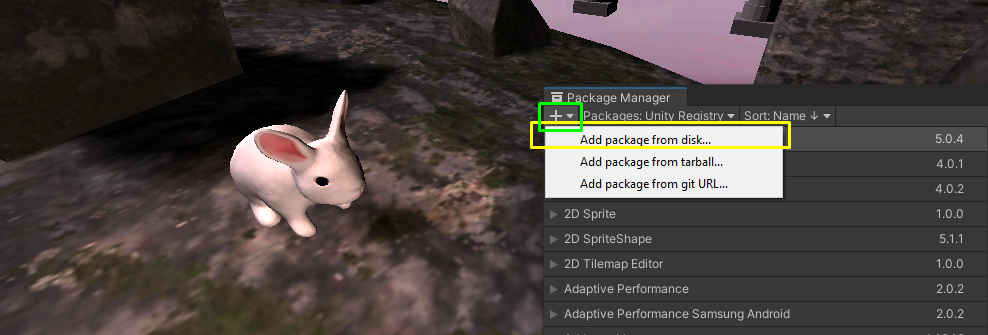 Package Manager
+ ▾ Packages: Unity Registry ▾ Sort: Name ↓ ▾
Add package from disk... 5.0.4
Add package from tarball... 4.0.1
Add package from git URL... 4.0.2
2D Sprite 1.0.0
2D SpriteShape 5.1.1
2D Tilemap Editor 1.0.0
Adaptive Performance 2.0.2
Adaptive Performance Samsung Android 2.0.2